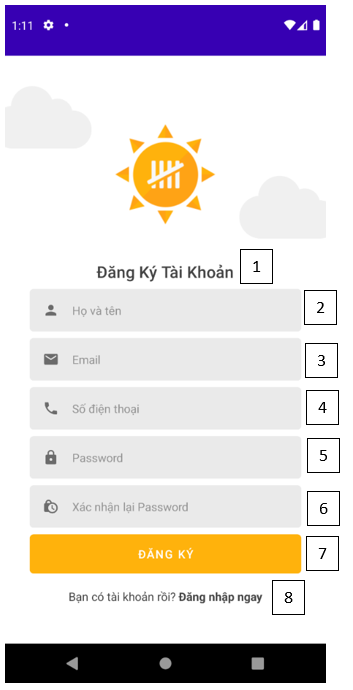 1:11
Đăng Ký Tài Khoản 1
Họ và tên 2
Email 3
Số điện thoại 4
Password 5
Xác nhận lại Password 6
ĐĂNG KÝ 7
Bạn có tài khoản rồi? Đăng nhập ngay 8